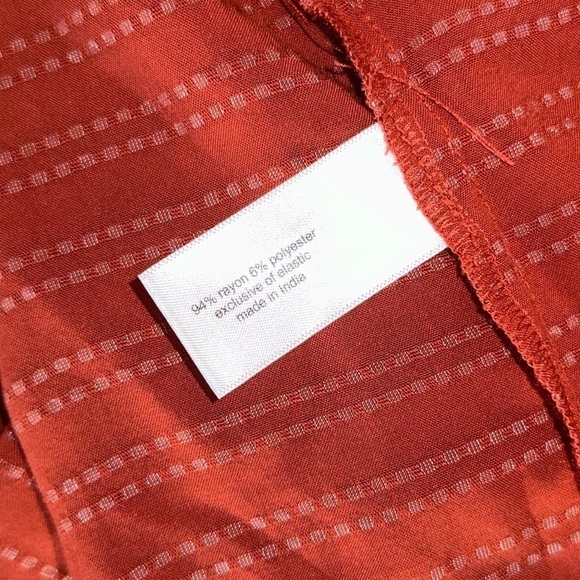 94% rayon 6% polyester
exclusive of elastic
made in India